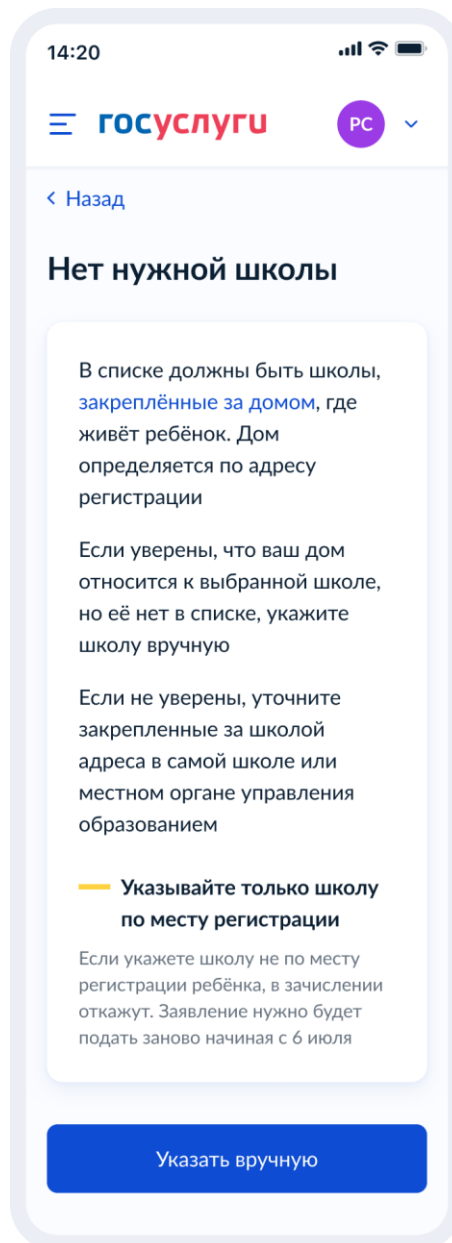 14:20
госуслуги
РС
Назад
Нет нужной школы
В списке должны быть школы,
закреплённые за домом, где
живёт ребёнок. Дом
определяется по адресу
регистрации
Если уверены, что ваш дом
относится к выбранной школе,
но её нет в списке, укажите
школу вручную
Если не уверены, уточните
закрепленные за школой
адреса в самой школе или
местном органе управления
образованием
Указывайте только школу
по месту регистрации
Если укажете школу не по месту
регистрации ребёнка, в зачислении
откажут. Заявление нужно будет
подать заново начиная с 6 июля
Указать вручную